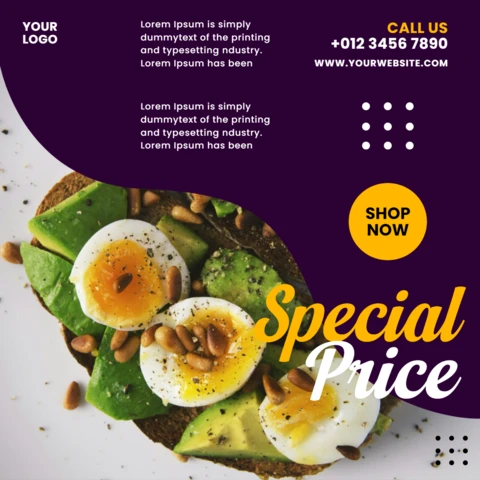 YOUR
LOGO
Lorem Ipsum is simply
dummytext of the printing
and typesetting ndustry.
Lorem Ipsum has been
CALL US
+012 3456 7890
WWW.YOURWEBSITE.COM
Lorem Ipsum is simply
dummytext of the printing
and typesetting ndustry.
Lorem Ipsum has been
SHOP
NOW
Special
Price